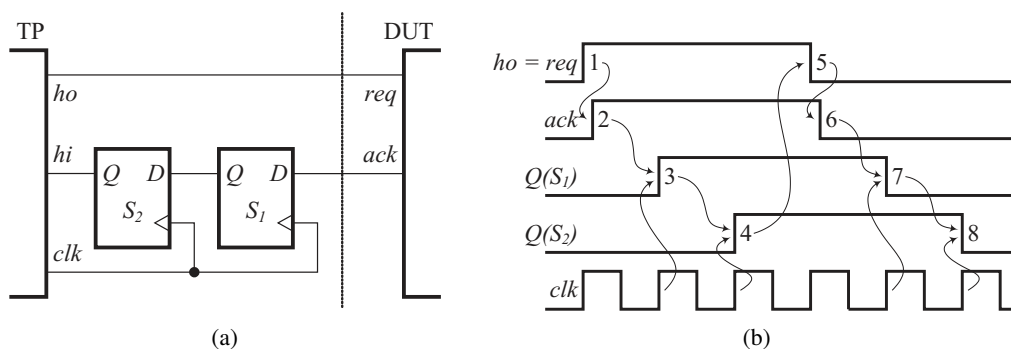 TP
DUT
ho
req
hi
ack
Q D
S2
Q D
S1
clk
(a)
ho = req
1
5
ack
2
6
Q(S1)
3
7
Q(S2)
4
8
clk
(b)